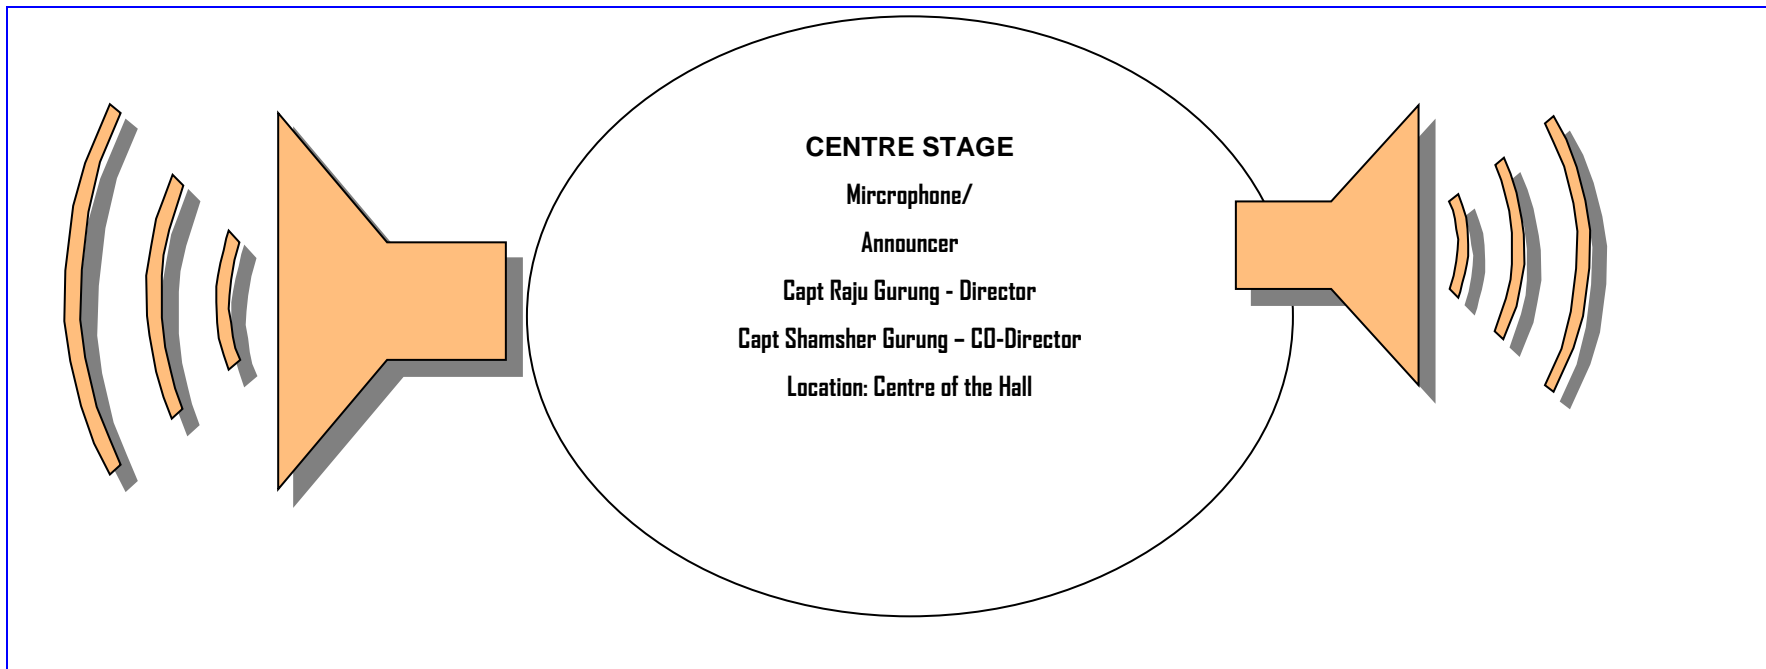 CENTRE STAGE
Mircrophone/
Announcer
Capt Raju Gurung - Director
Capt Shamsher Gurung – CO-Director
Location: Centre of the Hall